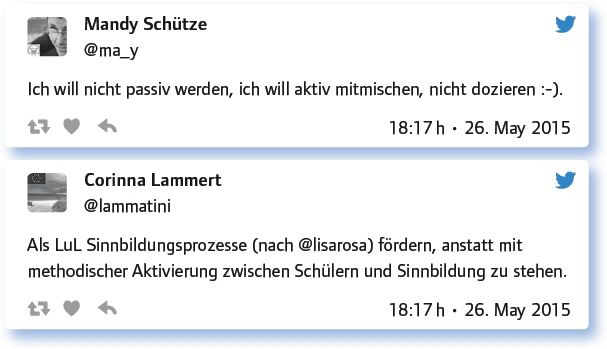 Mandy Schütze
@ma_y
Ich will nicht passiv werden, ich will aktiv mitmischen, nicht dozieren :-).
18:17 h • 26. May 2015
Corinna Lammert
@lammatini
Als LuL Sinnbildungsprozesse (nach @lisarosa) fördern, anstatt mit
methodischer Aktivierung zwischen Schülern und Sinnbildung zu stehen.
18:17 h • 26. May 2015